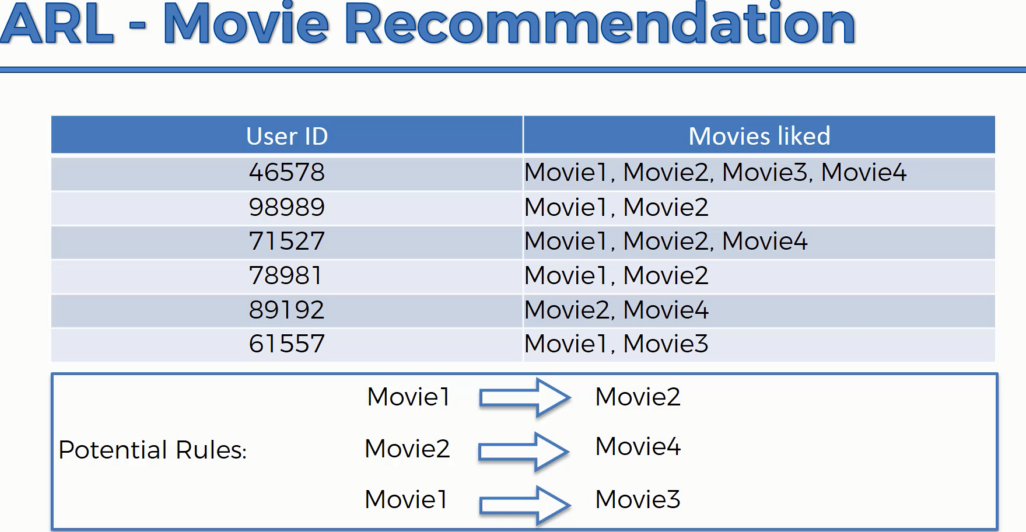 ARL - Movie Recommendation
User ID Movies liked
46578 Movie1, Movie2, Movie3, Movie4
98989 Movie1, Movie2
71527 Movie1, Movie2, Movie4
78981 Movie1, Movie2
89192 Movie2, Movie4
61557 Movie1, Movie3
Movie1 Movie2
Potential Rules: Movie2 Movie4
Movie1 Movie3